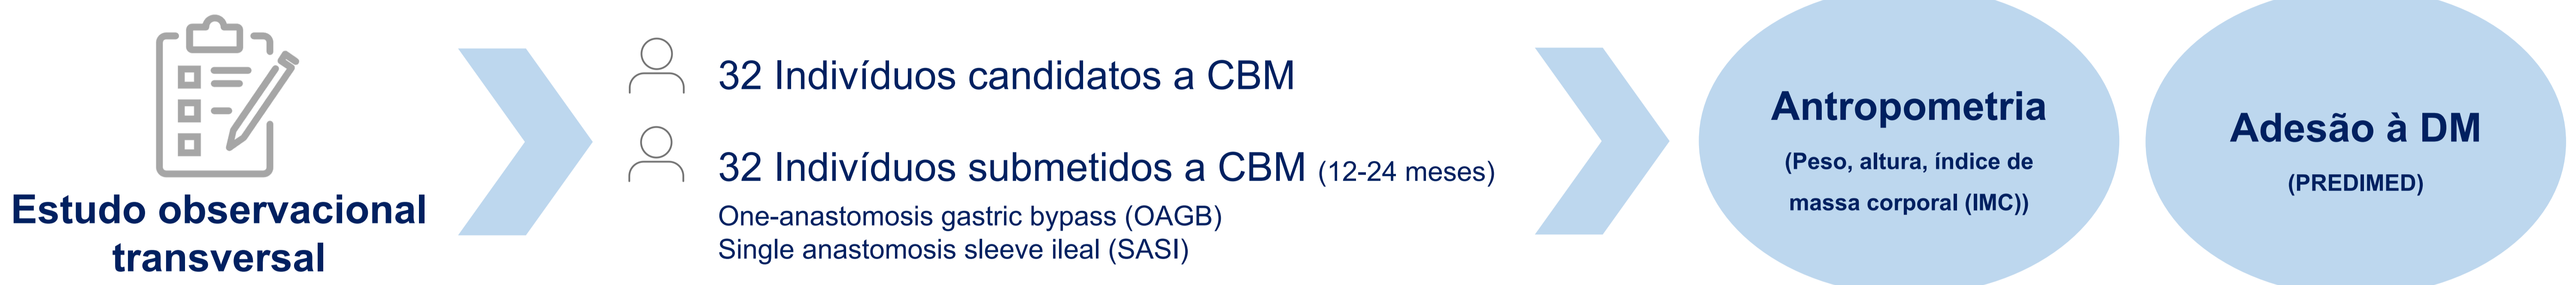 Estudo observacional
transversal
32 Indivíduos candidatos a CBM
32 Indivíduos submetidos a CBM (12-24 meses)
One-anastomosis gastric bypass (OAGB)
Single anastomosis sleeve ileal (SASI)
Antropometria
(Peso, altura, índice de
massa corporal (IMC))
Adesão à DM
(PREDIMED)